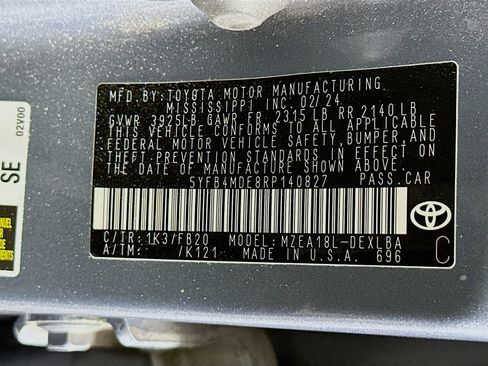 MFD. BY: TOYOTA MOTOR MANUFACTURING.
MISSISSIPPI INC. 02/24
GVWR 3925LB GAWR FR 2315 LB RR 2140 LB
THIS VEHICLE CONFORMS TO ALL APPLICABLE
FEDERAL MOTOR VEHICLE SAFETY, BUMPER, AND
THEFT PREVENTION STANDARDS IN EFFECT ON
THE DATE OF MANUFACTURE SHOWN ABOVE.
5YFB4MDE8RP140827 PASS.CAR
C/TR: 1K3/FB20 MODEL: MZEA18L-DEXLBA
A/TM: /K121 MADE IN U.S.A. 696
TOYOTA
C
02V00
SE